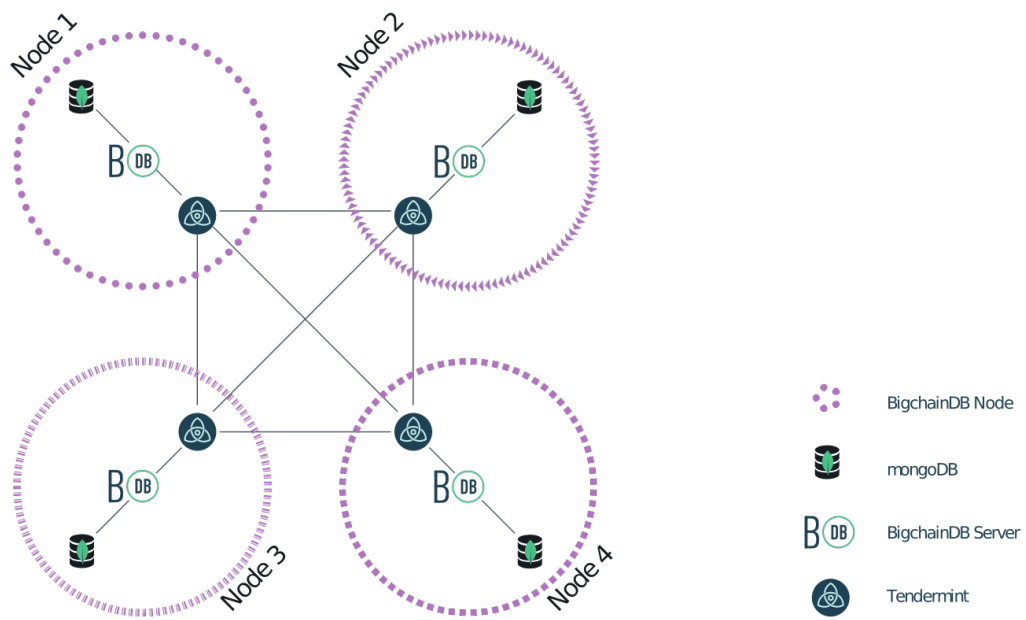 Node 1
Node 2
B DB
B DB
B DB
B DB
Node 3
Node 4
BigchainDB Node
mongoDB
B DB
BigchainDB Server
Tendermint